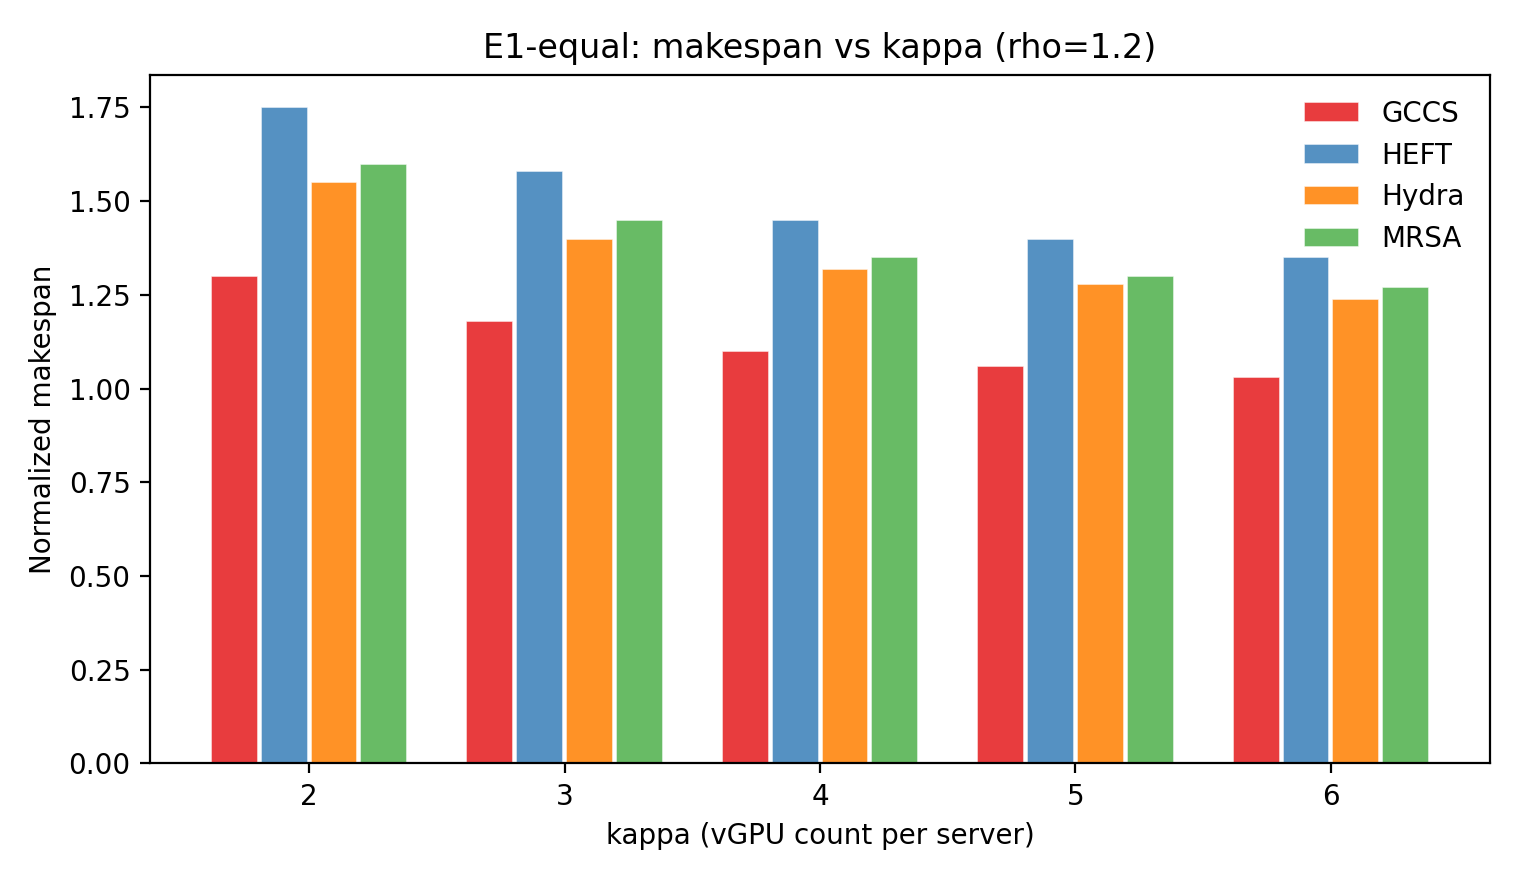 E1-equal: makespan vs kappa (rho=1.2)
GCCS
HEFT
Hydra
MRSA
Normalized makespan
1.75
1.50
1.25
1.00
0.75
0.50
0.25
0.00
2 3 4 5 6
kappa (vGPU count per server)